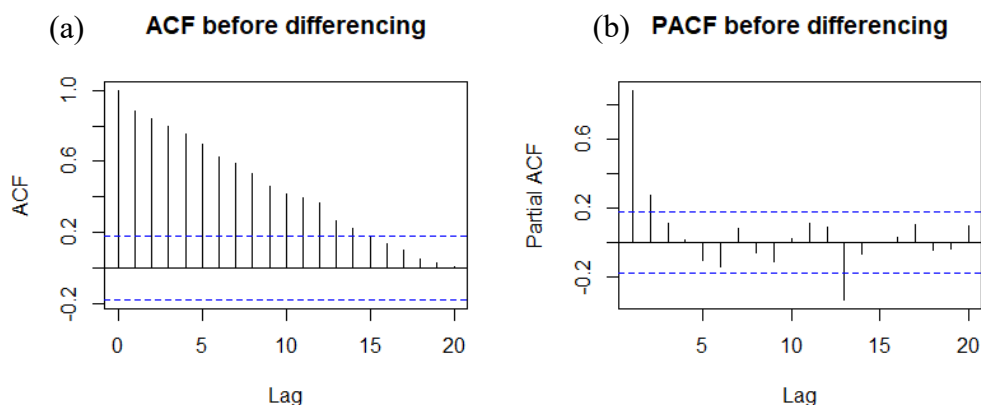 (a) ACF before differencing
ACF
1.0
0.6
0.2
-0.2
0 5 10 15 20
Lag
(b) PACF before differencing
Partial ACF
0.6
0.2
-0.2
5 10 15 20
Lag